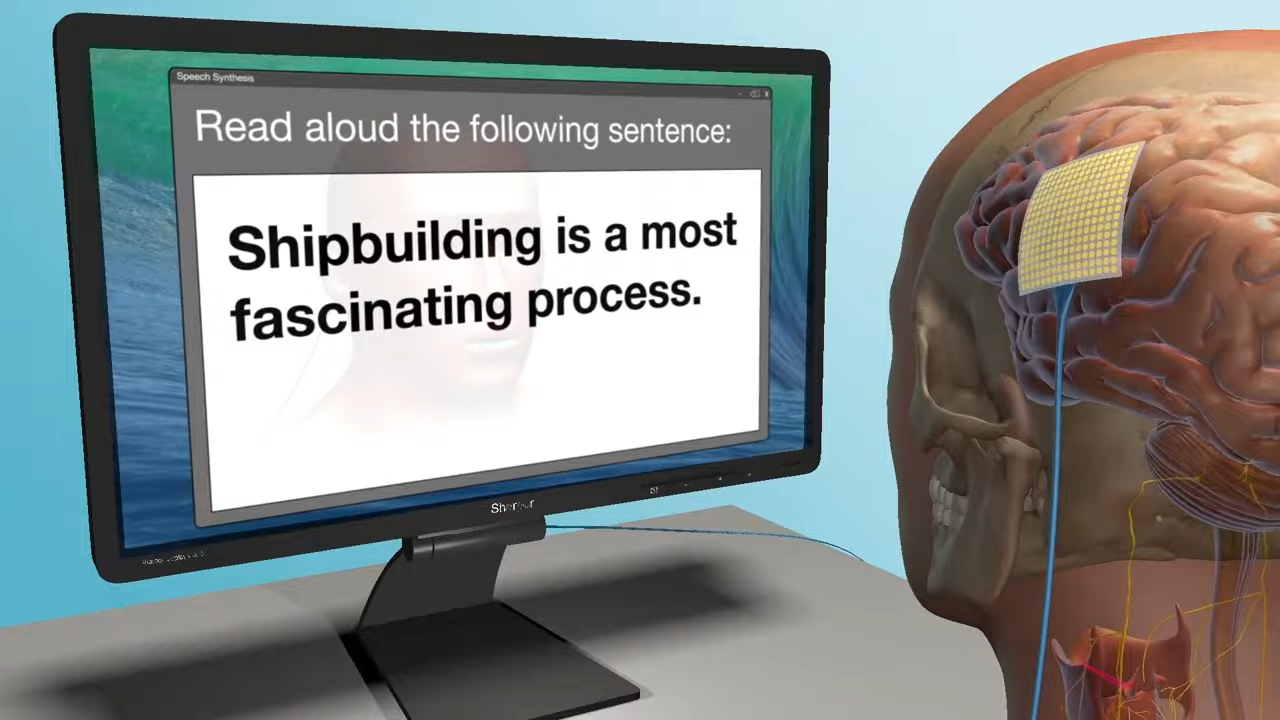 Speech Synthesis
Read aloud the following sentence:
Shipbuilding is a most
fascinating process.